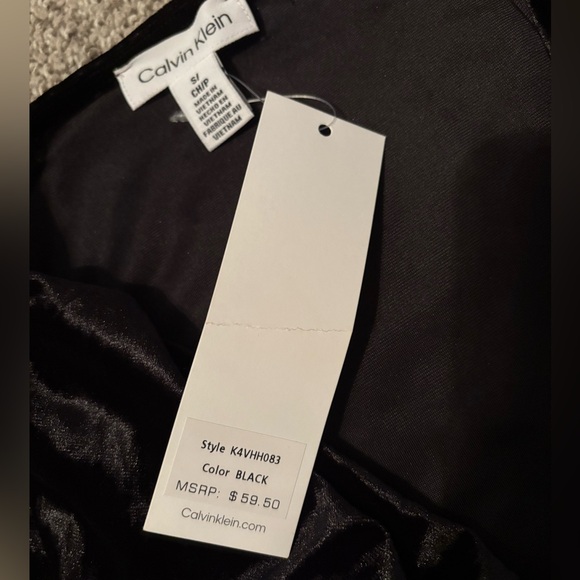 Calvin Klein
S/
CH/P
MADE IN
VIETNAM
HECHO EN
VIETNAM
FABRIQUÉ AU
VIETNAM
Style K4VHH083
Color BLACK
MSRP: $59.50
Calvinklein.com